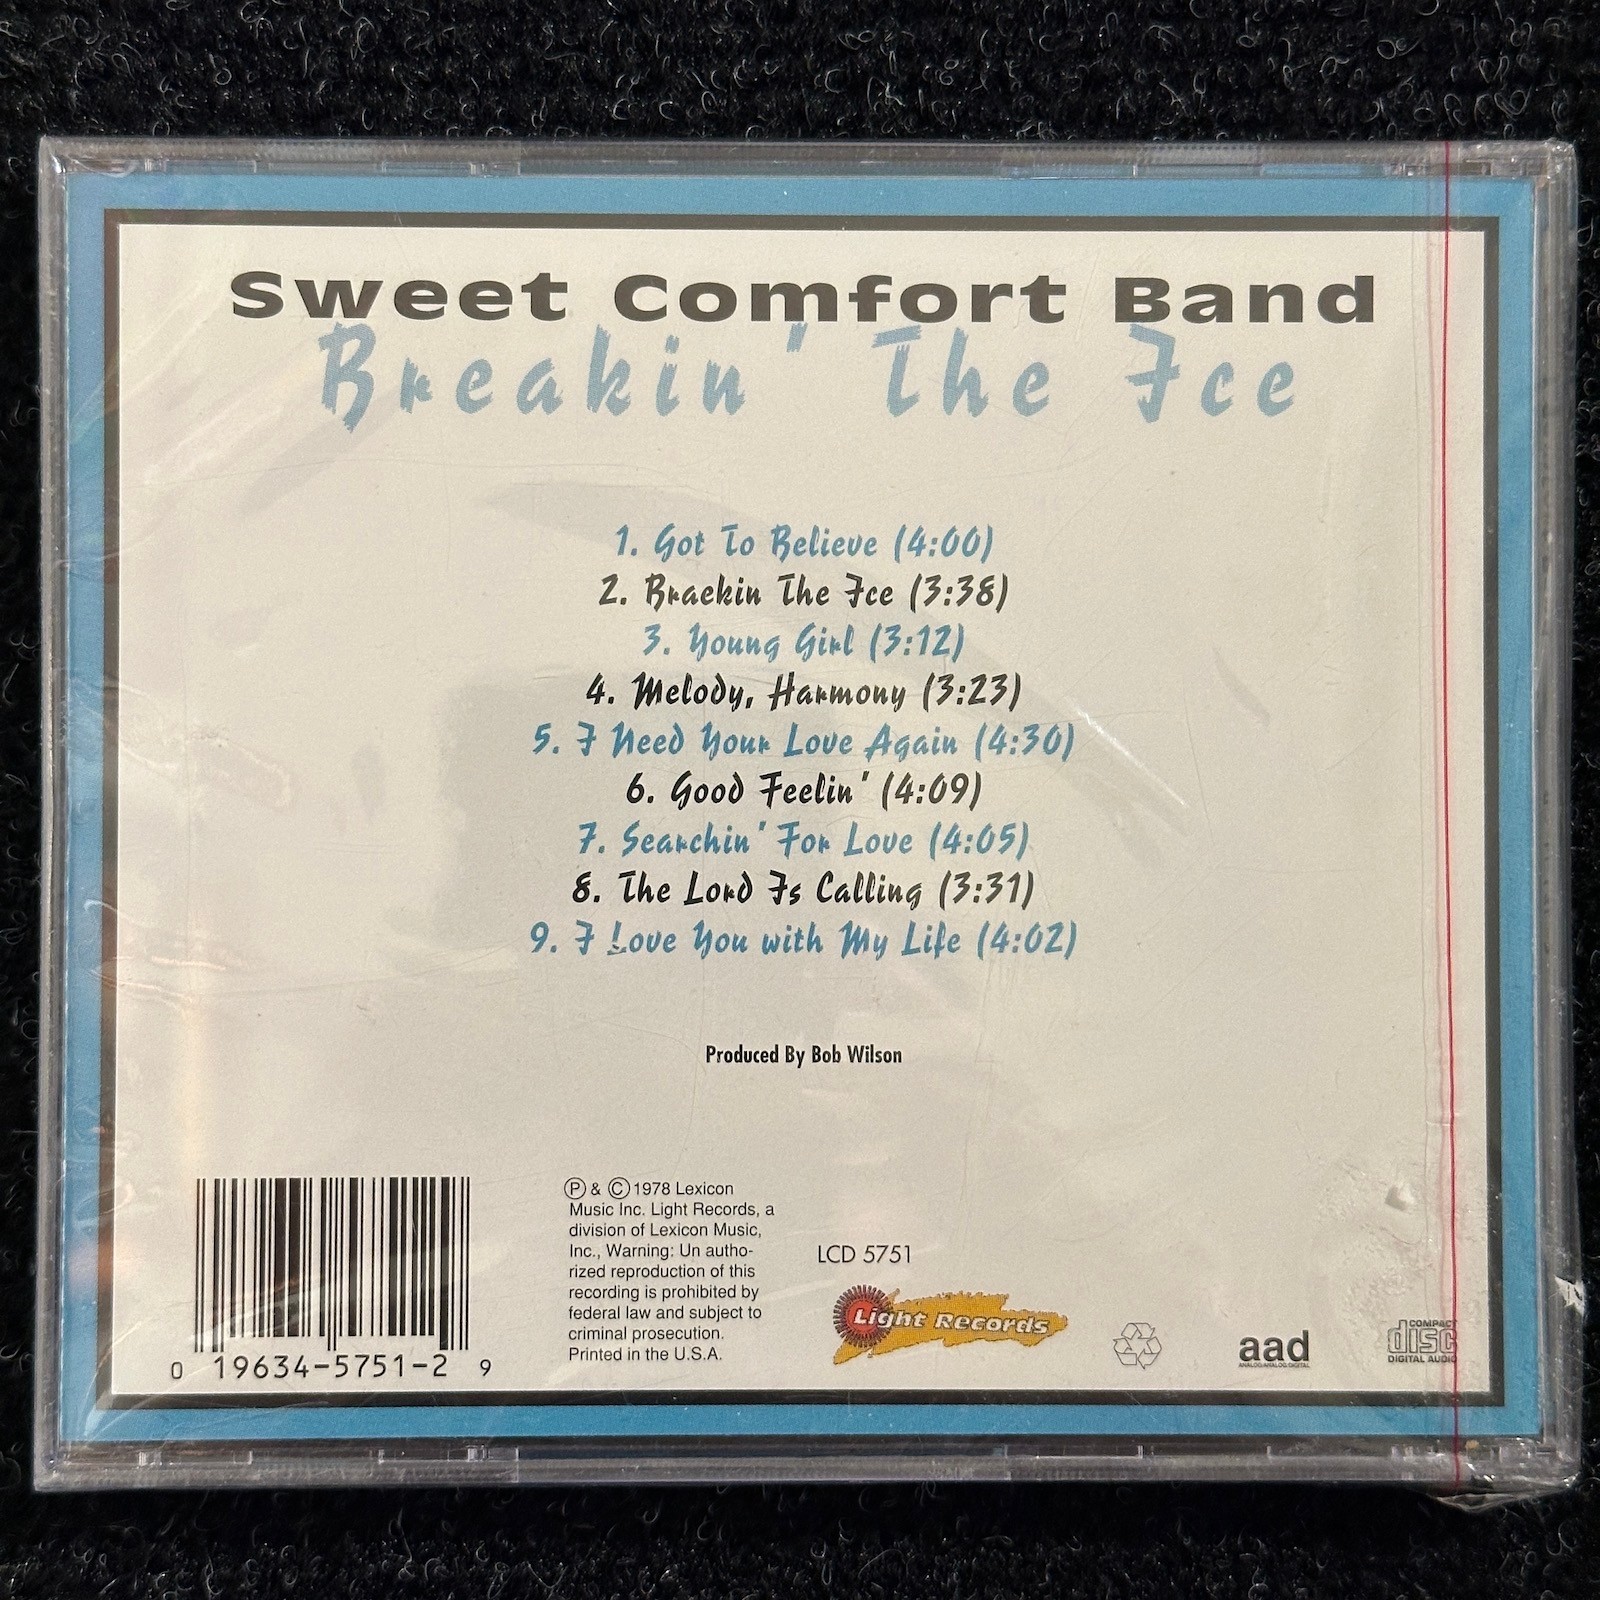 Sweet Comfort Band
Breakin' The Ice
1. Got To Believe (4:00)
2. Braekin The Ice (3:38)
3. Young Girl (3:12)
4. Melody, Harmony (3:23)
5. I Need Your Love Again (4:30)
6. Good Feelin' (4:09)
7. Searchin' For Love (4:05)
8. The Lord Is Calling (3:31)
9. I Love You with My Life (4:02)
Produced By Bob Wilson
Ⓟ & Ⓒ 1978 Lexicon
Music Inc. Light Records, a
division of Lexicon Music,
Inc., Warning: Un autho-
rized reproduction of this
recording is prohibited by
federal law and subject to
criminal prosecution.
Printed in the U.S.A.
0 19634-5751-2 9
LCD 5751
Light Records
aad
ANALOG/ANALOG/DIGITAL
COMPACT
disc
DIGITAL AUDIO